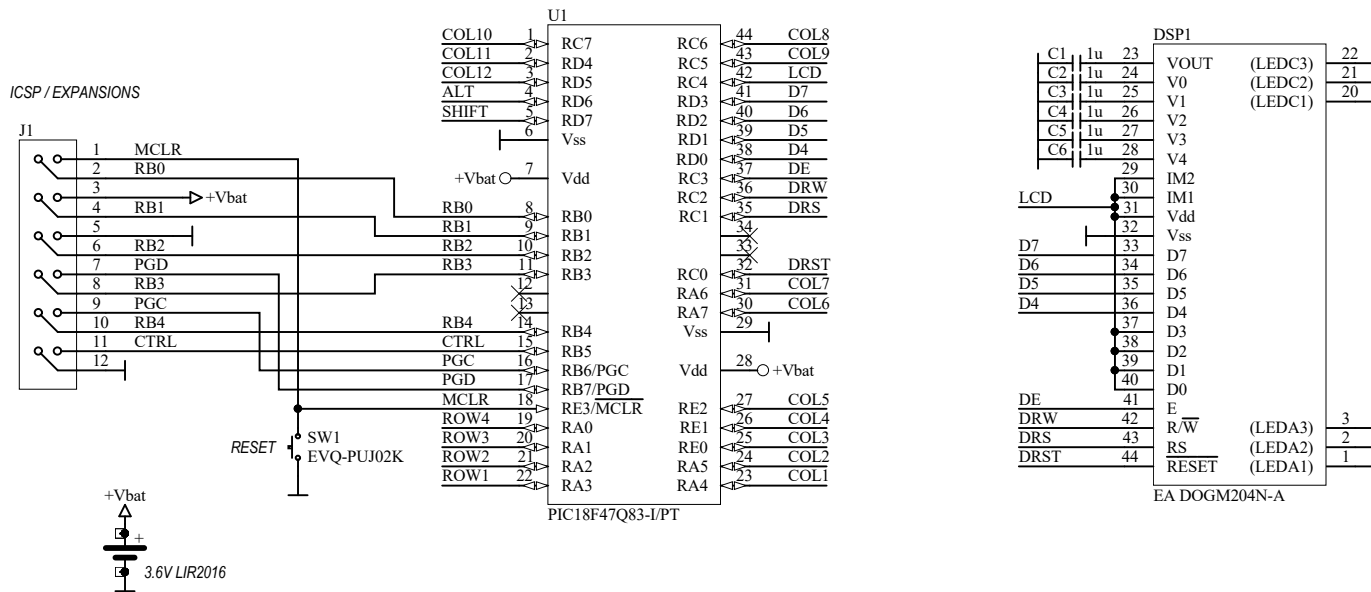 ICSP / EXPANSIONS
J1
1 MCLR
2 RB0
3 +Vbat
4 RB1
5
6 RB2
7 PGD
8 RB3
9 PGC
10 RB4
11 CTRL
12
RESET
SW1
EVQ-PUJ02K
+Vbat
+
3.6V LIR2016
U1
COL10 1 RC7
COL11 2 RD4
COL12 3 RD5
ALT 4 RD6
SHIFT 5 RD7
6 Vss
+Vbat 7 Vdd
RB0 8 RB0
RB1 9 RB1
RB2 10 RB2
RB3 11 RB3
12
13
RB4 14 RB4
CTRL 15 RB5
PGC 16 RB6/PGC
PGD 17 RB7/PGD
MCLR 18 RE3/MCLR
ROW4 19 RA0
ROW3 20 RA1
ROW2 21 RA2
ROW1 22 RA3
RC6 44 COL8
RC5 43 COL9
RC4 42 LCD
RD3 41 D7
RD2 40 D6
RD1 39 D5
RD0 38 D4
RC3 37 DE
RC2 36 DRW
RC1 35 DRS
34
33
RC0 32 DRST
RA6 31 COL7
RA7 30 COL6
Vss 29
Vdd 28 +Vbat
RE2 27 COL5
RE1 26 COL4
RE0 25 COL3
RA5 24 COL2
RA4 23 COL1
PIC18F47Q83-I/PT
DSP1
C1 1u 23 VOUT
C2 1u 24 V0
C3 1u 25 V1
C4 1u 26 V2
C5 1u 27 V3
C6 1u 28 V4
29 IM2
30 IM1
LCD 31 Vdd
32 Vss
D7 33 D7
D6 34 D6
D5 35 D5
D4 36 D4
37 D3
38 D2
39 D1
40 D0
DE 41 E
DRW 42 R/W
DRS 43 RS
DRST 44 RESET
(LEDC3) 22
(LEDC2) 21
(LEDC1) 20
(LEDA3) 3
(LEDA2) 2
(LEDA1) 1
EA DOGM204N-A